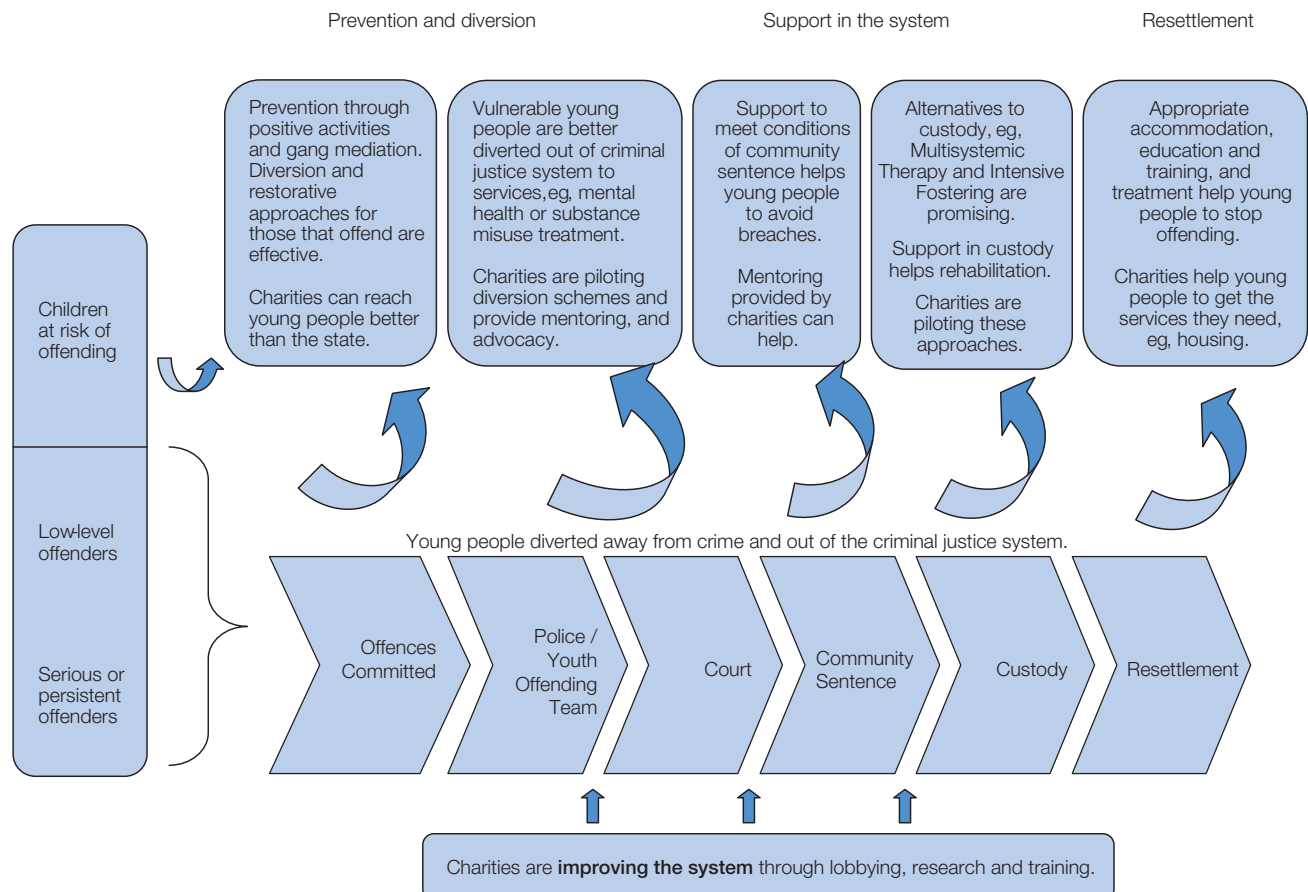 Prevention and diversion
Support in the system
Resettlement
Prevention through
positive activities
and gang mediation.
Diversion and
restorative
approaches for
those that offend are
effective.
Charities can reach
young people better
than the state.
Vulnerable young
people are better
diverted out of criminal
justice system to
services,eg, mental
health or substance
misuse treatment.
Charities are piloting
diversion schemes and
provide mentoring, and
advocacy.
Support to
meet conditions
of community
sentence helps
young people
to avoid
breaches.
Mentoring
provided by
charities can
help.
Alternatives to
custody, eg,
Multisystemic
Therapy and Intensive
Fostering are
promising.
Support in custody
helps rehabilitation.
Charities are
piloting these
approaches.
Appropriate
accommodation,
education and
training, and
treatment help young
people to stop
offending.
Charities help young
people to get the
services they need,
eg, housing.
Children
at risk of
offending
Low-level
offenders
Serious or
persistent
offenders
Young people diverted away from crime and out of the criminal justice system.
Offences
Committed
Police /
Youth
Offending
Team
Court
Community
Sentence
Custody
Resettlement
Charities are improving the system through lobbying, research and training.